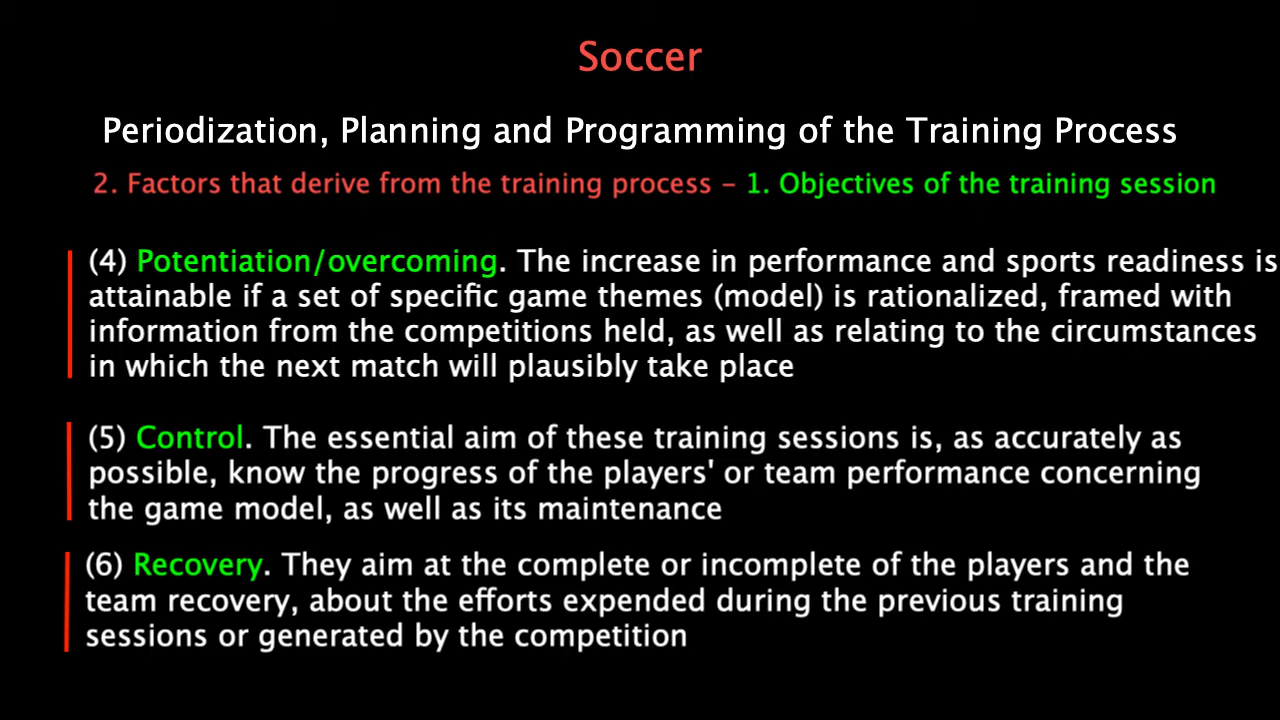 Soccer
Periodization, Planning and Programming of the Training Process
2. Factors that derive from the training process – 1. Objectives of the training session
(4) Potentiation/overcoming. The increase in performance and sports readiness is
attainable if a set of specific game themes (model) is rationalized, framed with
information from the competitions held, as well as relating to the circumstances
in which the next match will plausibly take place
(5) Control. The essential aim of these training sessions is, as accurately as
possible, know the progress of the players' or team performance concerning
the game model, as well as its maintenance
(6) Recovery. They aim at the complete or incomplete of the players and the
team recovery, about the efforts expended during the previous training
sessions or generated by the competition